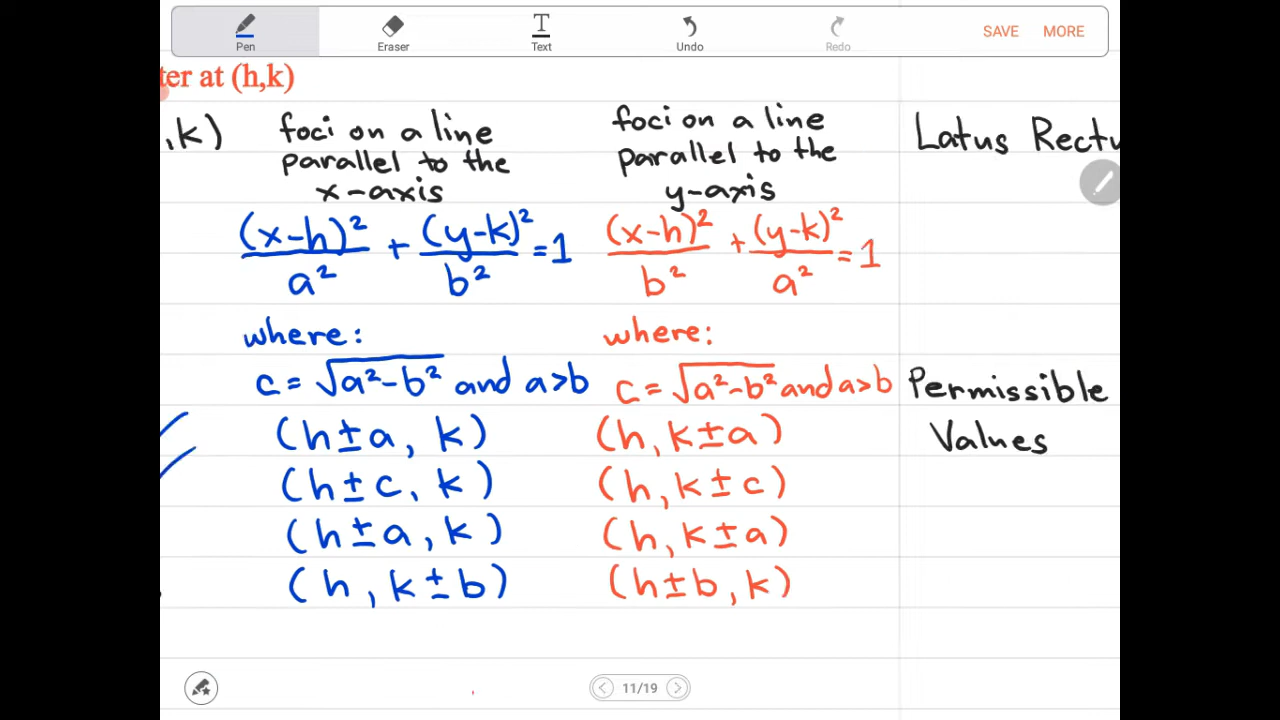 Pen Eraser Text Undo Redo SAVE MORE
ter at (h,k)
,k)
foci on a line
parallel to the
x-axis
(x-h)²/a² + (y-k)²/b² = 1
where:
c = √a²-b² and a>b
(h±a, k)
(h±c, k)
(h±a, k)
(h, k±b)
foci on a line
parallel to the
y-axis
(x-h)²/b² + (y-k)²/a² = 1
where:
c = √a²-b² and a>b
(h, k±a)
(h, k±c)
(h, k±a)
(h±b, k)
Latus Rectu
Permissible
Values
11/19